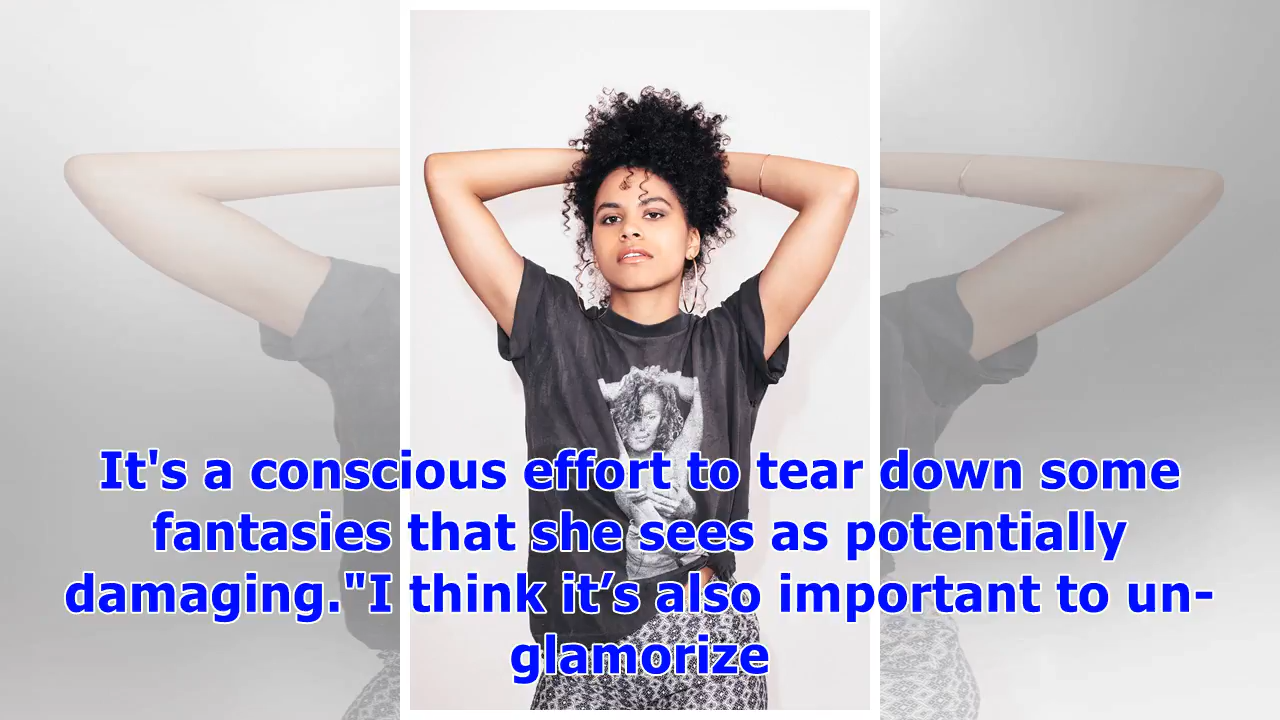 It's a conscious effort to tear down some
fantasies that she sees as potentially
damaging."I think it’s also important to un-
glamorize